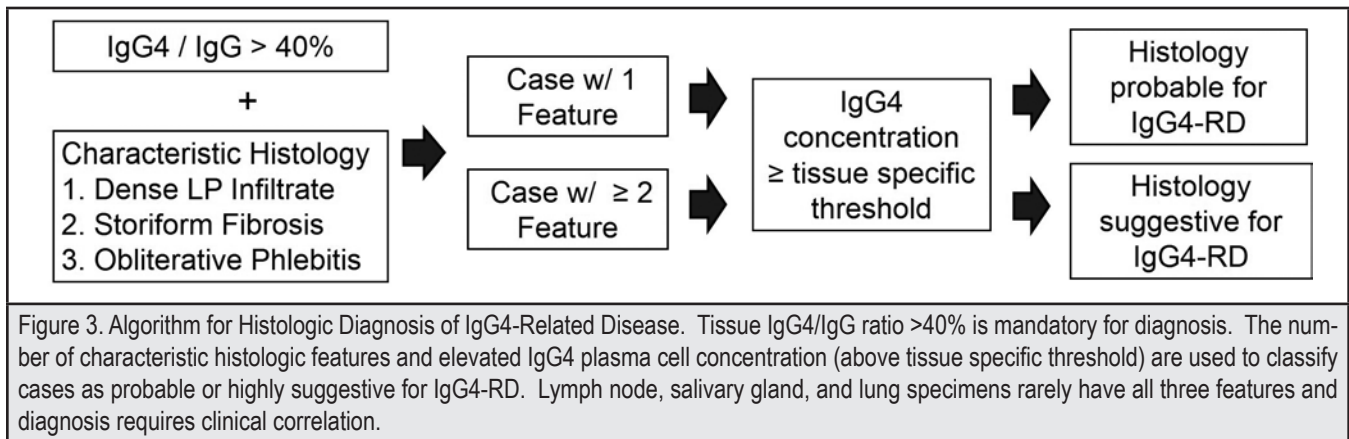 IgG4 / IgG > 40%
+
Characteristic Histology
1. Dense LP Infiltrate
2. Storiform Fibrosis
3. Obliterative Phlebitis
Case w/ 1
Feature
Case w/ ≥ 2
Feature
IgG4
concentration
≥ tissue specific
threshold
Histology
probable for
IgG4-RD
Histology
suggestive for
IgG4-RD
Figure 3. Algorithm for Histologic Diagnosis of IgG4-Related Disease. Tissue IgG4/IgG ratio >40% is mandatory for diagnosis. The num-
ber of characteristic histologic features and elevated IgG4 plasma cell concentration (above tissue specific threshold) are used to classify
cases as probable or highly suggestive for IgG4-RD. Lymph node, salivary gland, and lung specimens rarely have all three features and
diagnosis requires clinical correlation.